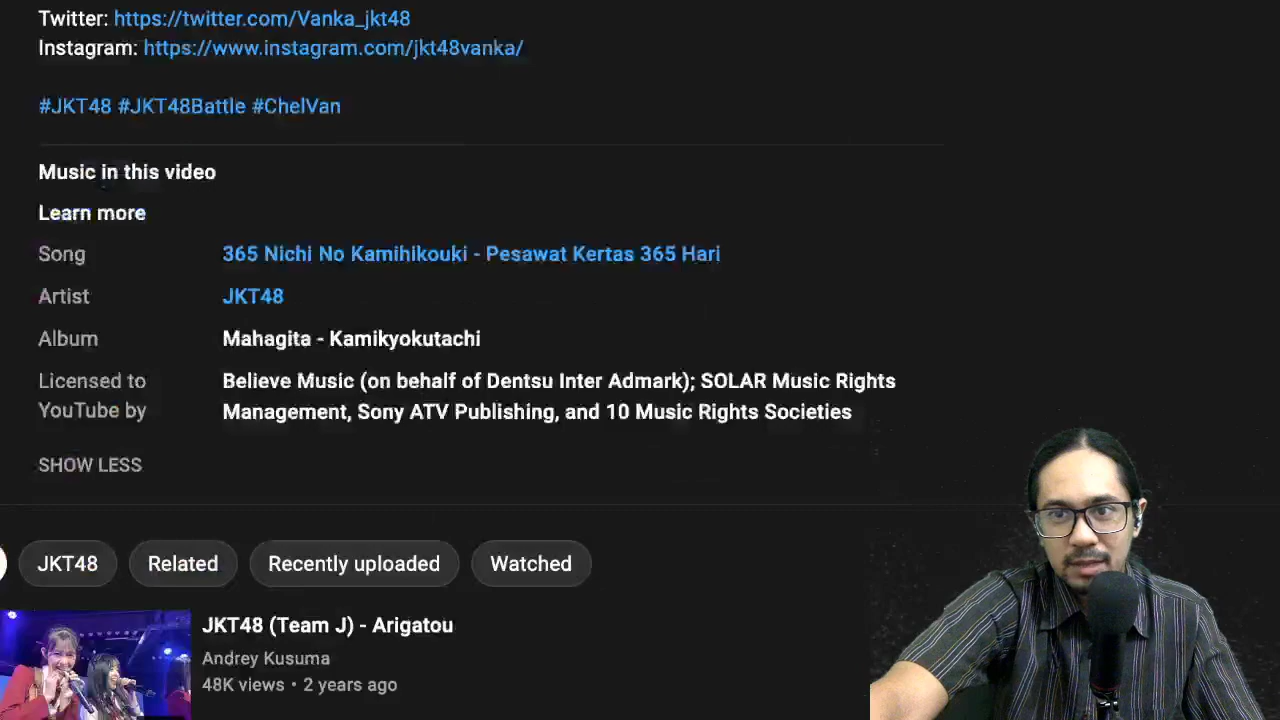 Twitter: https://twitter.com/Vanka_jkt48
Instagram: https://www.instagram.com/jkt48vanka/
#JKT48 #JKT48Battle #ChelVan
Music in this video
Learn more
Song 365 Nichi No Kamihikouki - Pesawat Kertas 365 Hari
Artist JKT48
Album Mahagita - Kamikyokutachi
Licensed to Believe Music (on behalf of Dentsu Inter Admark); SOLAR Music Rights
YouTube by Management, Sony ATV Publishing, and 10 Music Rights Societies
SHOW LESS
JKT48 Related Recently uploaded Watched
JKT48 (Team J) - Arigatou
Andrey Kusuma
48K views • 2 years ago